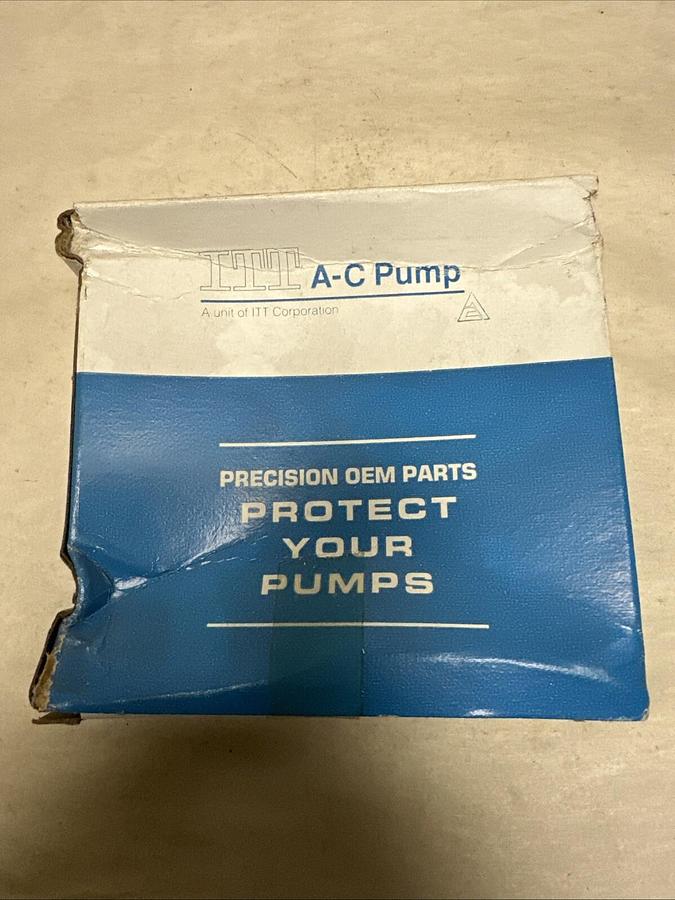 ITT A-C Pump
A unit of ITT Corporation
PRECISION OEM PARTS
PROTECT
YOUR
PUMPS